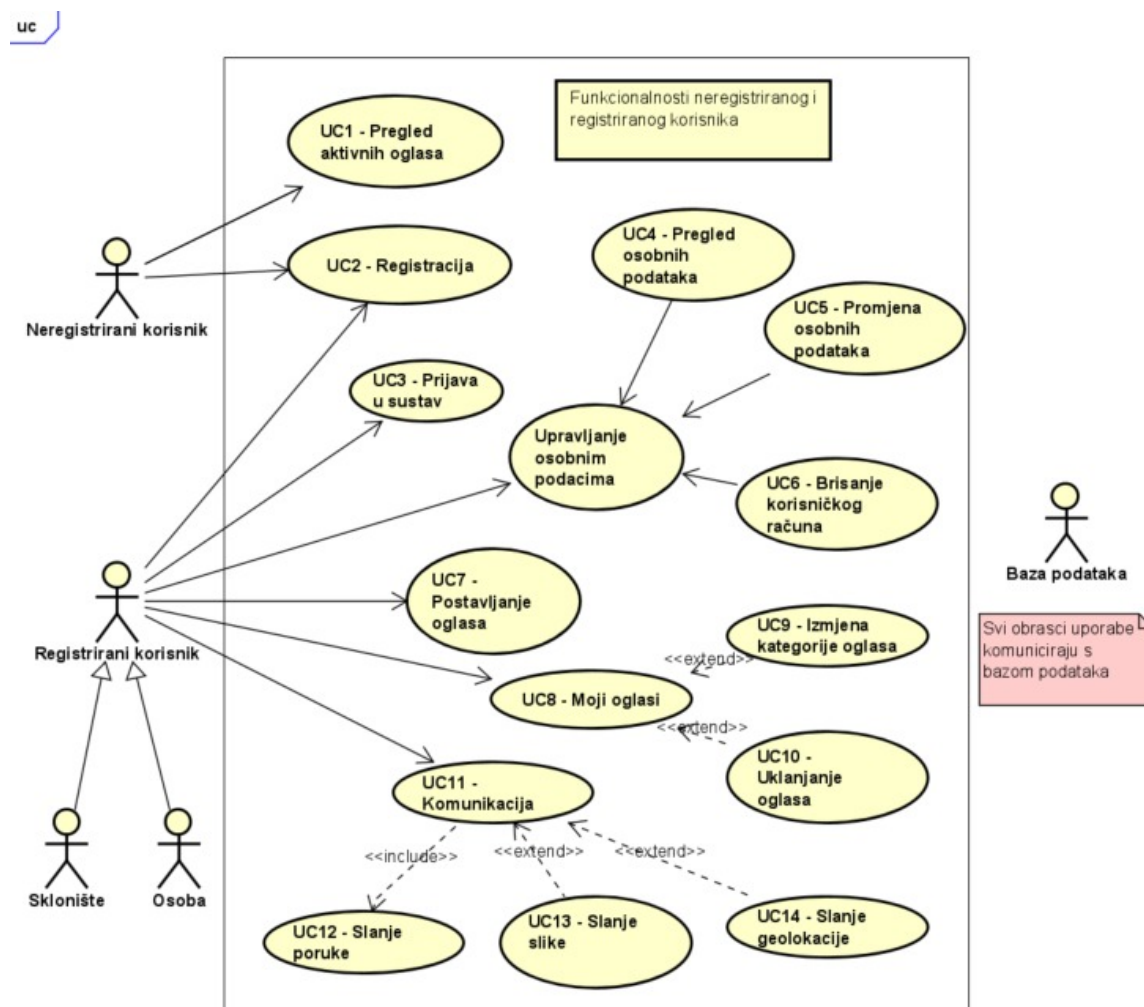 uc
Funkcionalnosti neregistriranog i
registriranog korisnika
UC1 - Pregled
aktivnih oglasa
UC2 - Registracija
UC4 - Pregled
osobnih
podataka
Neregistrirani korisnik
UC5 - Promjena
osobnih
podataka
UC3 - Prijava
u sustav
Upravljanje
osobnim
podacima
UC6 - Brisanje
korisničkog
računa
Baza podataka
Svi obrasci uporabe
komuniciraju s
bazom podataka
UC7 -
Postavljanje
oglasa
Registrirani korisnik
UC9 - Izmjena
kategorije oglasa
<<extend>>
UC8 - Moji oglasi
<<extend>>
UC10 -
Uklanjanje
oglasa
UC11 -
Komunikacija
<<include>>
<<extend>>
<<extend>>
Sklonište
Osoba
UC12 - Slanje
poruke
UC13 - Slanje
slike
UC14 - Slanje
geolokacije